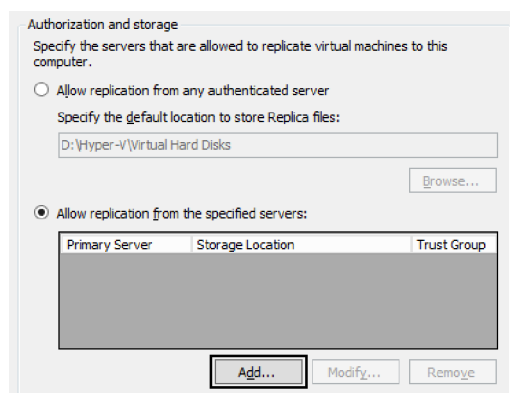 Authorization and storage
Specify the servers that are allowed to replicate virtual machines to this
computer.
Allow replication from any authenticated server
Specify the default location to store Replica files:
D:\Hyper-V\Virtual Hard Disks
Browse...
Allow replication from the specified servers:
Primary Server Storage Location Trust Group
Add... Modify... Remove